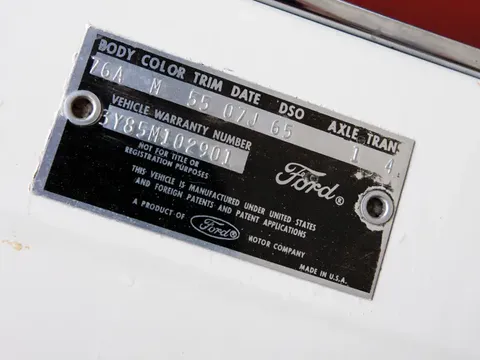 BODY COLOR TRIM DATE DSO AXLE TRANS
76A M 55 07J 65 1 4
VEHICLE WARRANTY NUMBER
3Y85M102901
NOT FOR TITLE OR
REGISTRATION PURPOSES
Ford®
THIS VEHICLE IS MANUFACTURED UNDER UNITED STATES
AND FOREIGN PATENTS AND PATENT APPLICATIONS
A PRODUCT OF Ford® MOTOR COMPANY
MADE IN U.S.A.